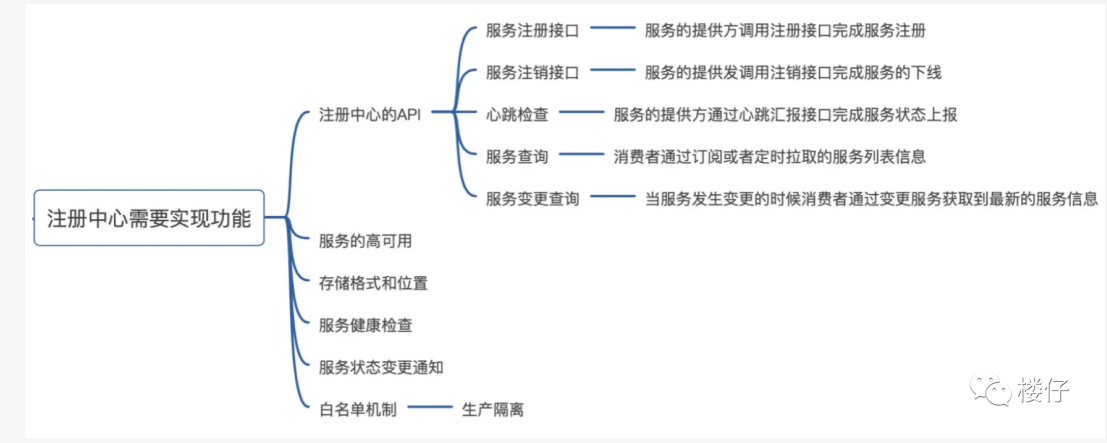 注册中心需要实现功能
注册中心的API
服务注册接口
服务的提供方调用注册接口完成服务注册
服务注销接口
服务的提供发调用注销接口完成服务的下线
心跳检查
服务的提供方通过心跳汇报接口完成服务状态上报
服务查询
消费者通过订阅或者定时拉取的服务列表信息
服务变更查询
当服务发生变更的时候消费者通过变更服务获取到最新的服务信息
服务的高可用
存储格式和位置
服务健康检查
服务状态变更通知
白名单机制
生产隔离
楼仔